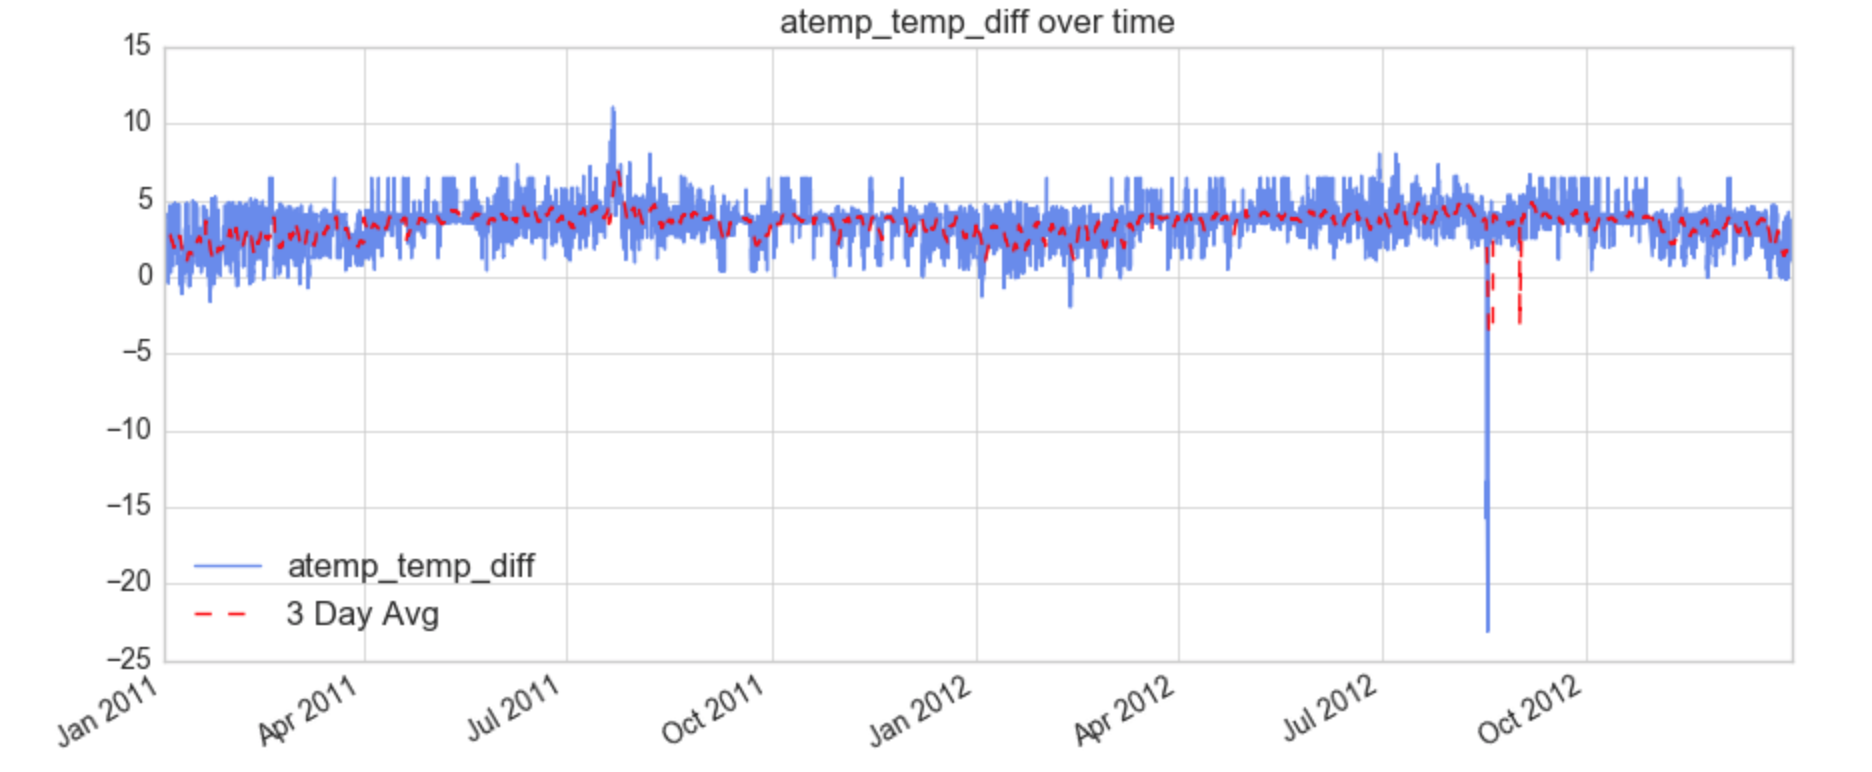 atemp_temp_diff over time
15
10
5
0
−5
−10
−15
−20
−25
atemp_temp_diff
3 Day Avg
Jan 2011
Apr 2011
Jul 2011
Oct 2011
Jan 2012
Apr 2012
Jul 2012
Oct 2012